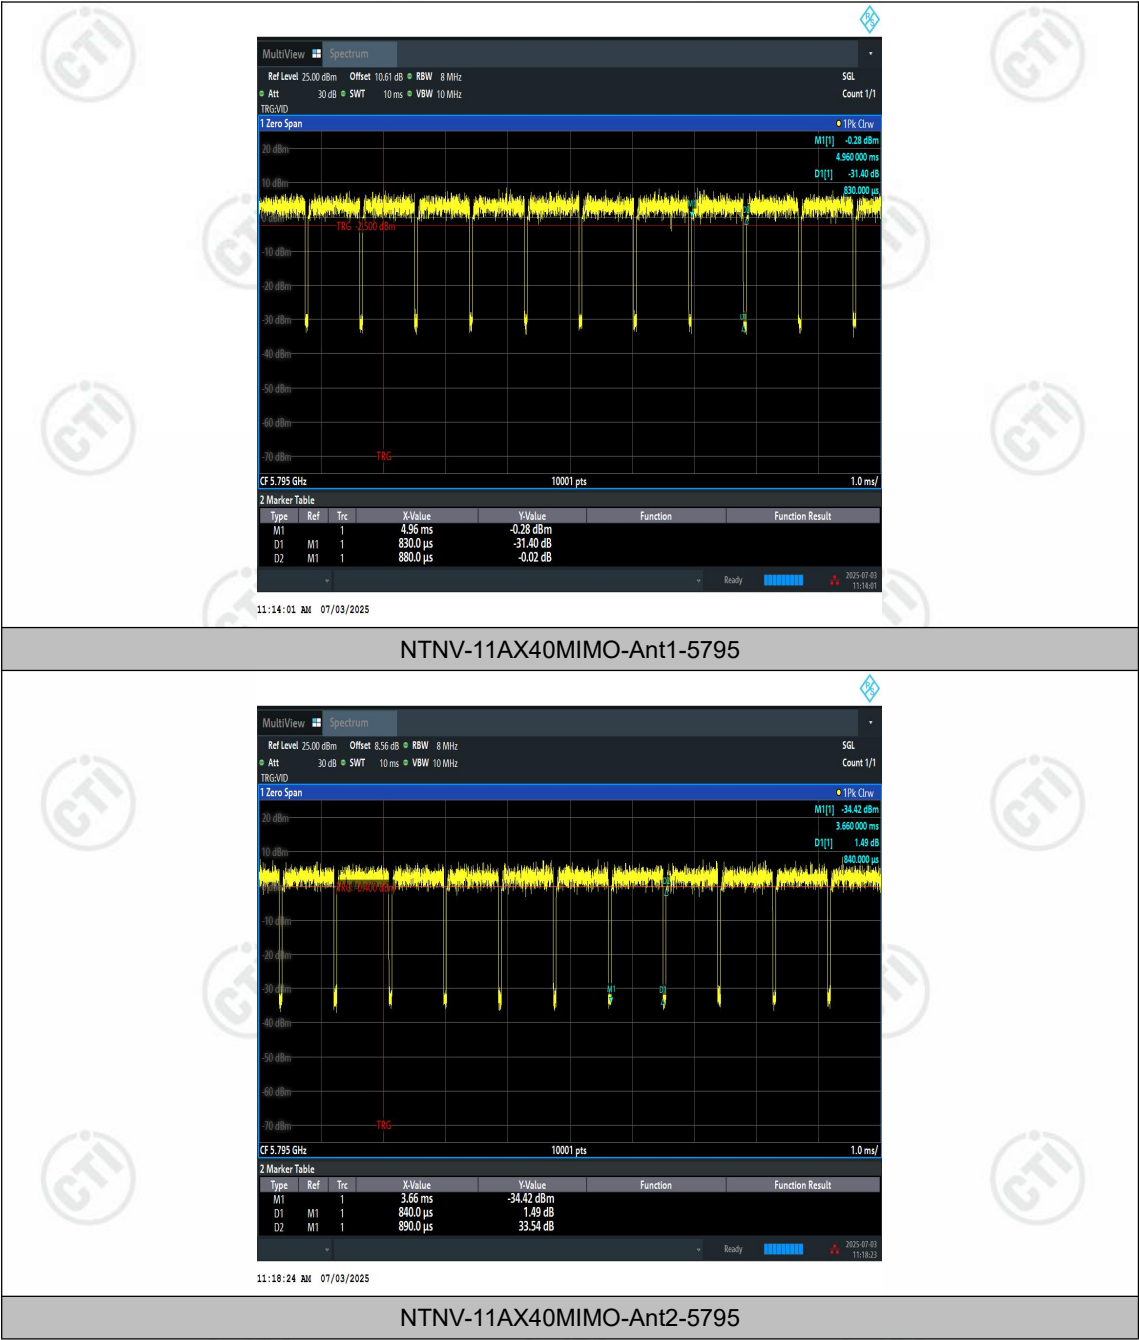 MultiView Spectrum
Ref Level 25.00 dBm Offset 10.61 dB RBW 8 MHz SGL
Att 30 dB SWT 10 ms VBW 10 MHz Count 1/1
TRG:VID
1 Zero Span 1Pk Clrw
M1[1] -0.28 dBm
20 dBm
4.960 000 ms
D1[1] -31.40 dB
10 dBm
830.000 µs
M1
TRG -2.500 dBm
-10 dBm
-20 dBm
-30 dBm
-40 dBm
-50 dBm
-60 dBm
-70 dBm TRG
CF 5.795 GHz 10001 pts 1.0 ms/
2 Marker Table
Type Ref Trc X-Value Y-Value Function Function Result
M1 1 4.96 ms -0.28 dBm
D1 M1 1 830.0 µs -31.40 dB
D2 M1 1 880.0 µs -0.02 dB
Ready 2025-07-03
11:14:01
11:14:01 AM 07/03/2025
NTNV-11AX40MIMO-Ant1-5795
MultiView Spectrum
Ref Level 25.00 dBm Offset 8.56 dB RBW 8 MHz SGL
Att 30 dB SWT 10 ms VBW 10 MHz Count 1/1
TRG:VID
1 Zero Span 1Pk Clrw
M1[1] -34.42 dBm
20 dBm
3.660 000 ms
D1[1] 1.49 dB
10 dBm
840.000 µs
TRG -0.400 dBm
-10 dBm
-20 dBm
-30 dBm
M1 D1
-40 dBm
-50 dBm
-60 dBm
-70 dBm TRG
CF 5.795 GHz 10001 pts 1.0 ms/
2 Marker Table
Type Ref Trc X-Value Y-Value Function Function Result
M1 1 3.66 ms -34.42 dBm
D1 M1 1 840.0 µs 1.49 dB
D2 M1 1 890.0 µs 33.54 dB
Ready 2025-07-03
11:18:23
11:18:24 AM 07/03/2025
NTNV-11AX40MIMO-Ant2-5795
CTI